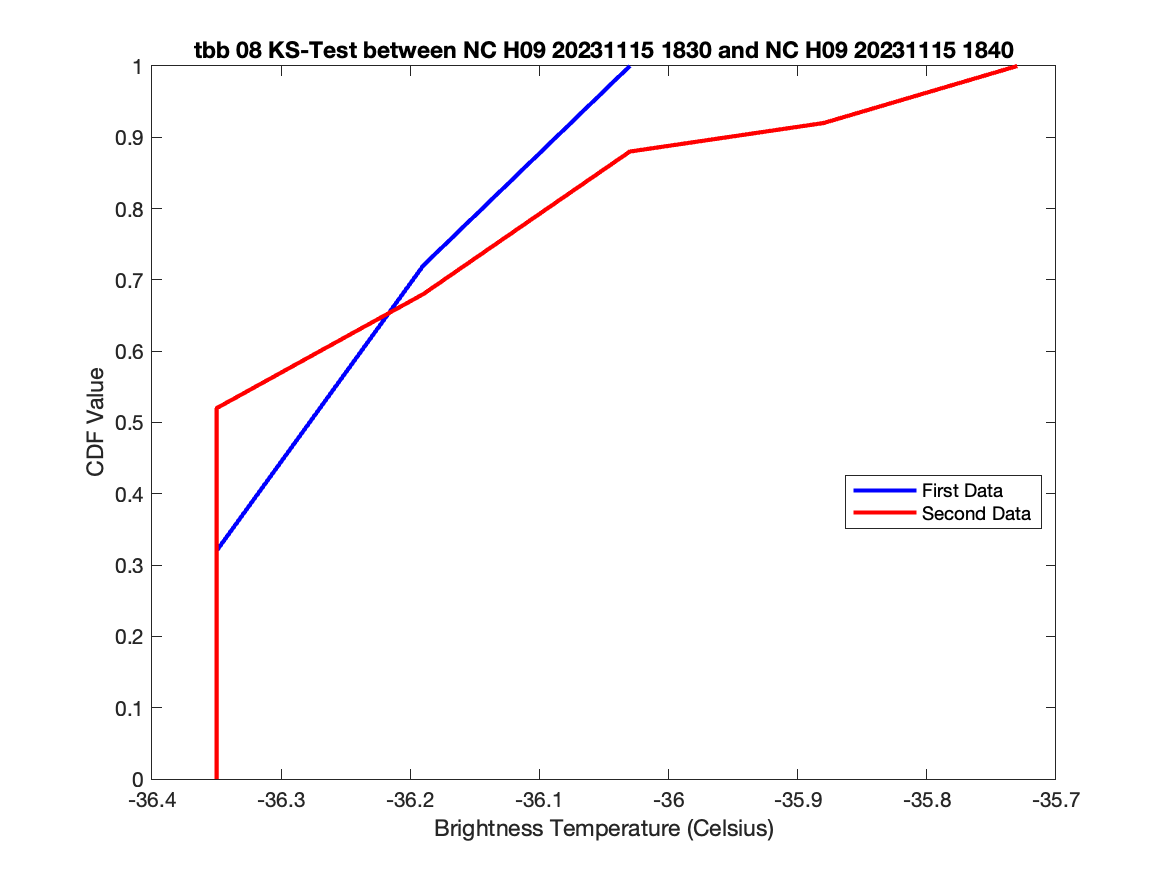 tbb 08 KS-Test between NC H09 20231115 1830 and NC H09 20231115 1840
1
0.9
0.8
0.7
0.6
0.5
0.4
0.3
0.2
0.1
0
CDF Value
First Data
Second Data
-36.4 -36.3 -36.2 -36.1 -36 -35.9 -35.8 -35.7
Brightness Temperature (Celsius)